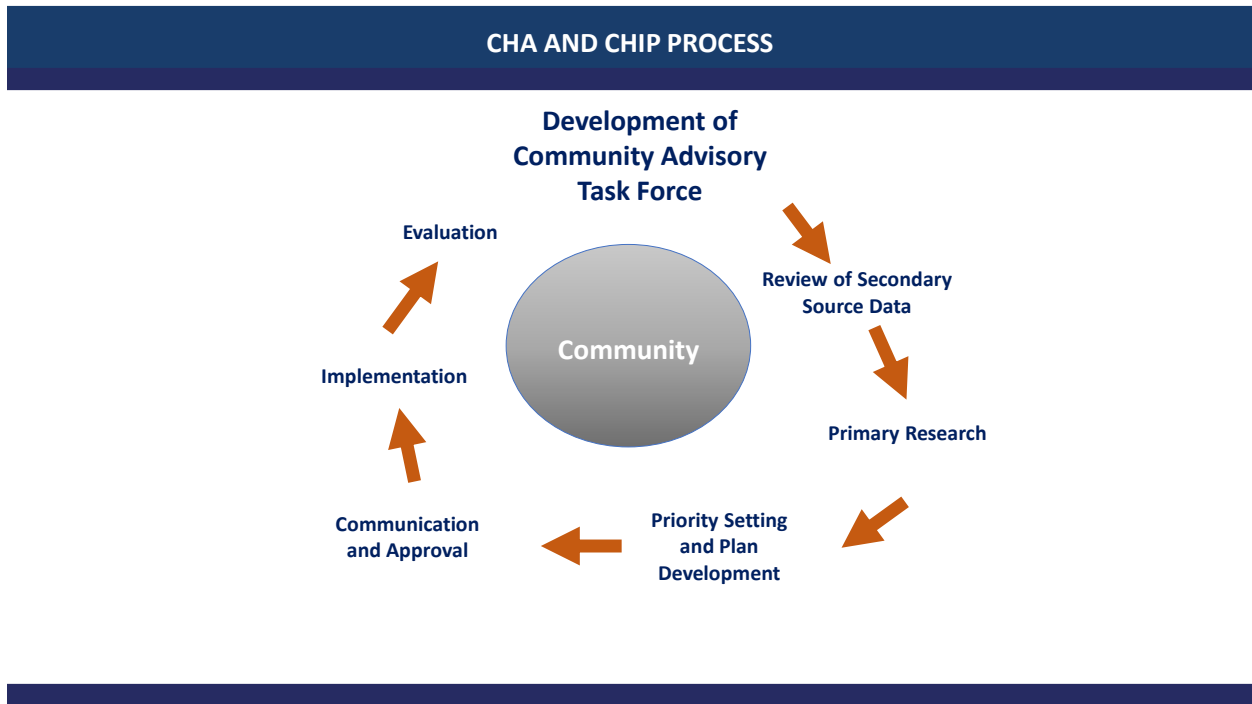 CHA AND CHIP PROCESS
Development of
Community Advisory
Task Force
Evaluation
Review of Secondary
Source Data
Community
Implementation
Primary Research
Communication
and Approval
Priority Setting
and Plan
Development